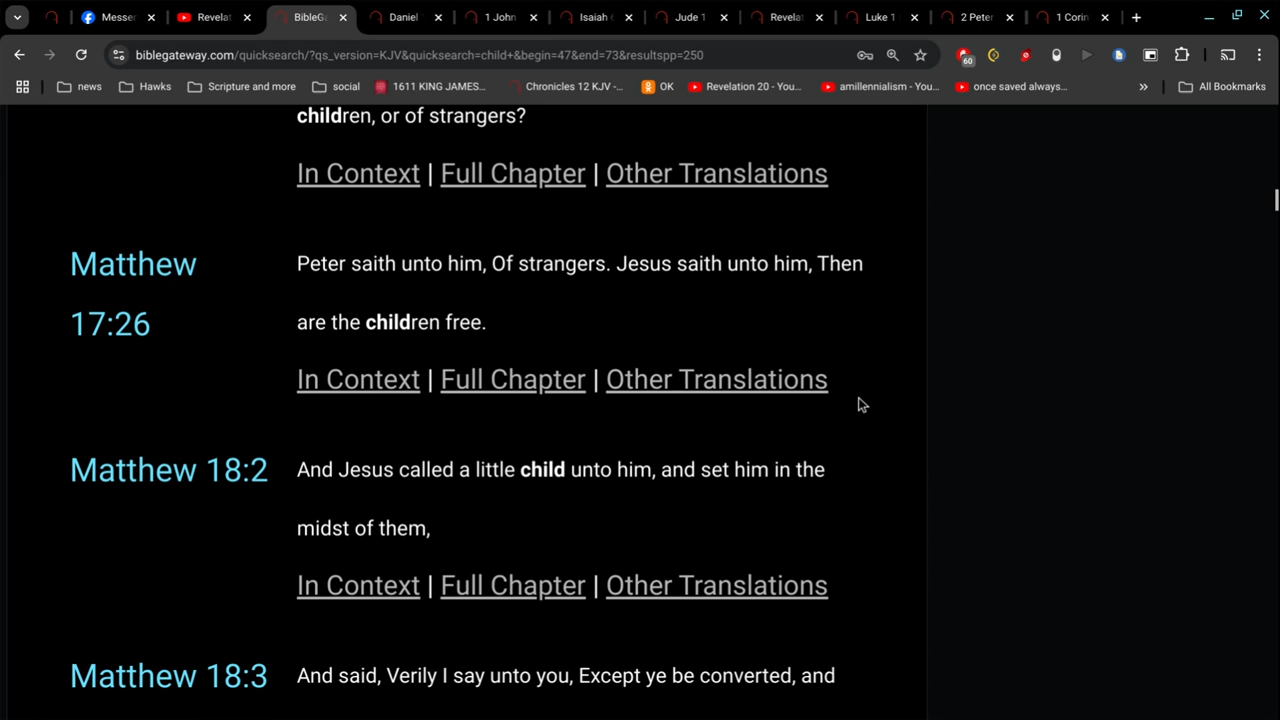 Messer
Revelat
BibleGa
Daniel
1 John
Isaiah
Jude 1
Revelat
Luke 1
2 Peter
1 Corin
biblegateway.com/quicksearch/?qs_version=KJV&quicksearch=child+&begin=47&end=73&resultspp=250
60
news
Hawks
Scripture and more
social
1611 KING JAMES...
Chronicles 12 KJV -...
OK
Revelation 20 - You...
amillennialism - You...
once saved always...
»
All Bookmarks
children, or of strangers?
In Context | Full Chapter | Other Translations
Matthew
17:26
Peter saith unto him, Of strangers. Jesus saith unto him, Then
are the children free.
In Context | Full Chapter | Other Translations
Matthew 18:2
And Jesus called a little child unto him, and set him in the
midst of them,
In Context | Full Chapter | Other Translations
Matthew 18:3
And said, Verily I say unto you, Except ye be converted, and